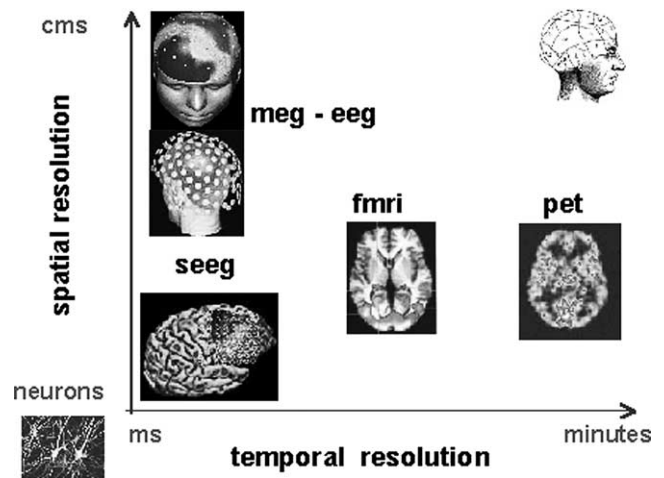 cms
spatial resolution
meg - eeg
fmri
pet
seeg
neurons
ms
minutes
temporal resolution